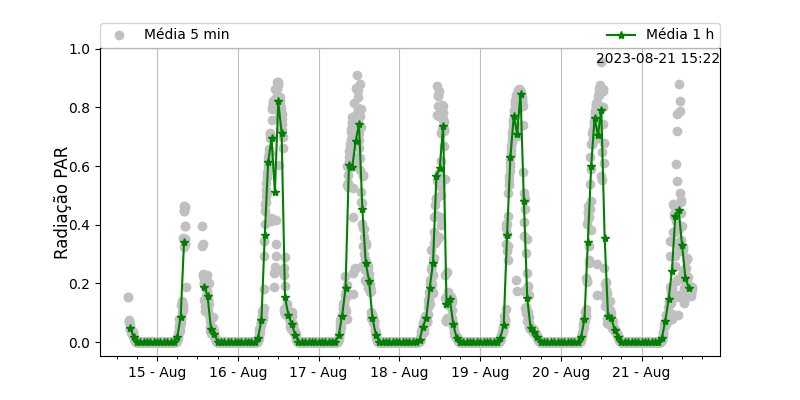 Média 5 min
Média 1 h
2023-08-21 15:22
Radiação PAR
1.0
0.8
0.6
0.4
0.2
0.0
15 - Aug
16 - Aug
17 - Aug
18 - Aug
19 - Aug
20 - Aug
21 - Aug